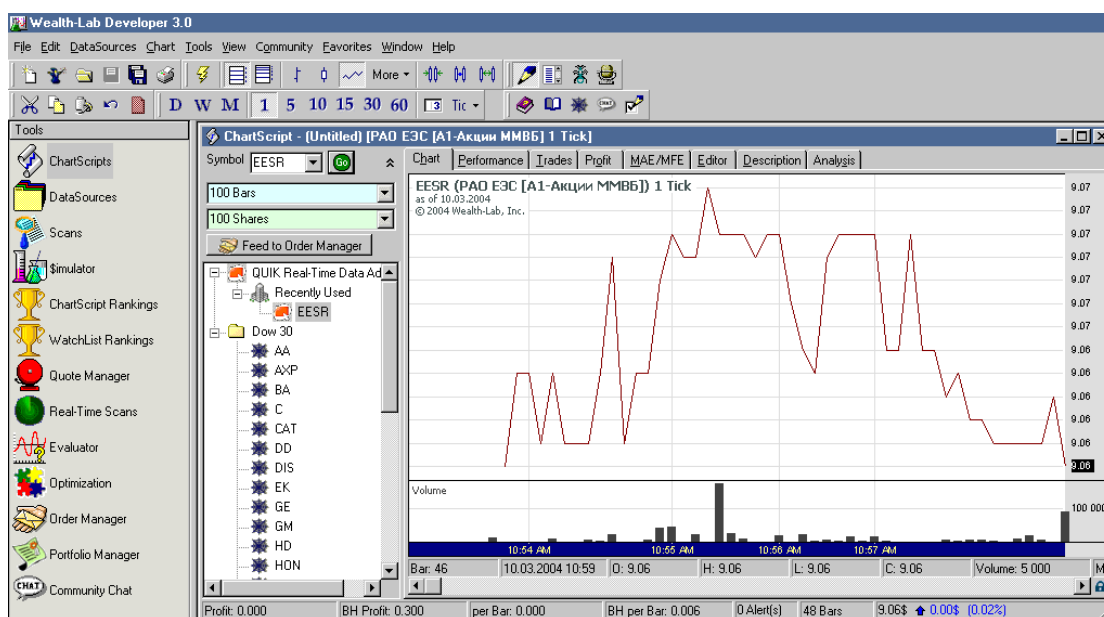 Wealth-Lab Developer 3.0
File Edit DataSources Chart Tools View Community Favorites Window Help
More
D W M 1 5 10 15 30 60 3 Tic
Tools
ChartScripts
DataSources
Scans
$imulator
ChartScript Rankings
WatchList Rankings
Quote Manager
Real-Time Scans
Evaluator
Optimization
Order Manager
Portfolio Manager
CHAT Community Chat
ChartScript - (Untitled) [РАО ЕЭС [А1-Акции ММВБ] 1 Tick]
Symbol EESR Go
100 Bars
100 Shares
Feed to Order Manager
QUIK Real-Time Data Ad
Recently Used
EESR
Dow 30
AA
AXP
BA
C
CAT
DD
DIS
EK
GE
GM
HD
HON
Chart Performance Trades Profit MAE/MFE Editor Description Analysis
EESR (РАО ЕЭС [А1-Акции ММВБ]) 1 Tick
as of 10.03.2004
© 2004 Wealth-Lab, Inc.
9.07
9.07
9.07
9.07
9.07
9.07
9.07
9.06
9.06
9.06
9.06
9.06
9.06
Volume
100 000
10:54 AM 10:55 AM 10:56 AM 10:57 AM
Bar: 46 10.03.2004 10:59 O: 9.06 H: 9.06 L: 9.06 C: 9.06 Volume: 5 000 M
Profit: 0.000 BH Profit: 0.300 per Bar: 0.000 BH per Bar: 0.006 0 Alert(s) 48 Bars 9.06$ 0.00$ (0.02%)